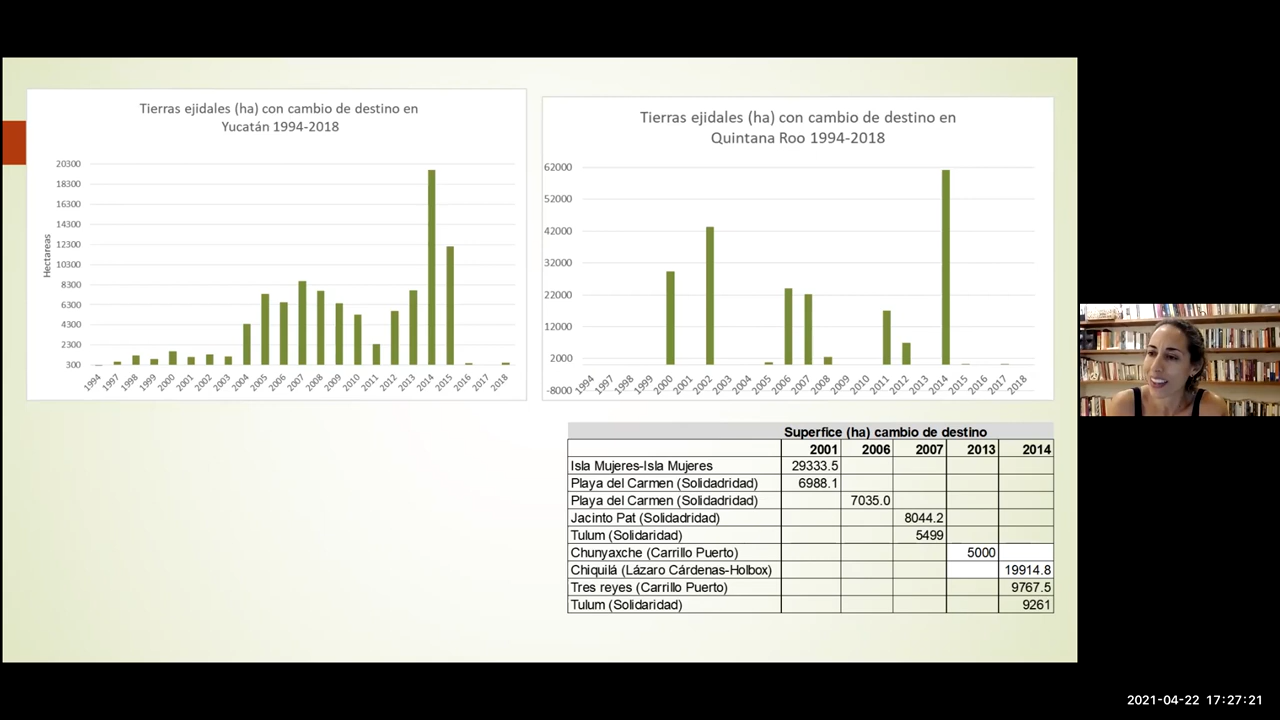 Tierras ejidales (ha) con cambio de destino en
Yucatán 1994-2018
Hectareas
20300
18300
16300
14300
12300
10300
8300
6300
4300
2300
300
1994 1997 1998 1999 2000 2001 2002 2003 2004 2005 2006 2007 2008 2009 2010 2011 2012 2013 2014 2015 2016 2017 2018
Tierras ejidales (ha) con cambio de destino en
Quintana Roo 1994-2018
62000
52000
42000
32000
22000
12000
2000
-8000
1994 1997 1998 1999 2000 2001 2002 2003 2004 2005 2006 2007 2008 2009 2010 2011 2012 2013 2014 2015 2016 2017 2018
Superfice (ha) cambio de destino
2001 2006 2007 2013 2014
Isla Mujeres-Isla Mujeres 29333.5
Playa del Carmen (Solidadridad) 6988.1
Playa del Carmen (Solidadridad) 7035.0
Jacinto Pat (Solidadridad) 8044.2
Tulum (Solidaridad) 5499
Chunyaxche (Carrillo Puerto) 5000
Chiquilá (Lázaro Cárdenas-Holbox) 19914.8
Tres reyes (Carrillo Puerto) 9767.5
Tulum (Solidaridad) 9261
2021-04-22 17:27:21